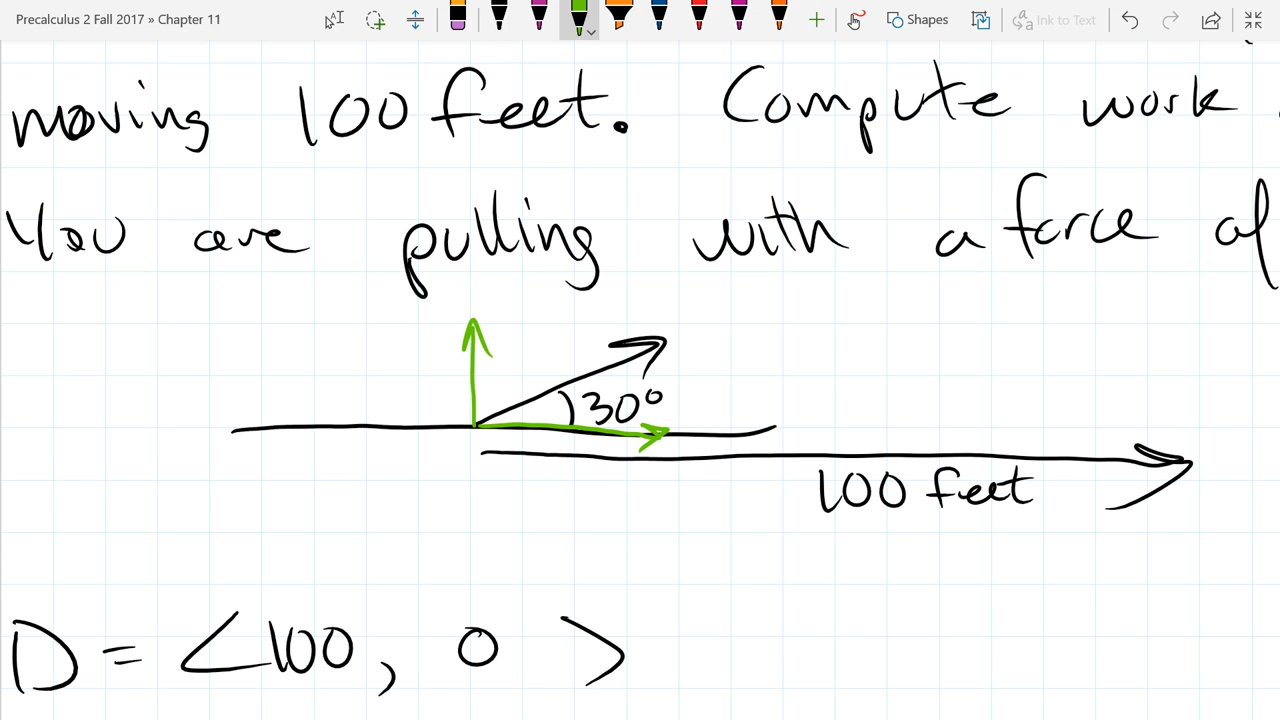 Precalculus 2 Fall 2017 » Chapter 11
Shapes
Ink to Text
moving 100 feet. Compute work
You are pulling with a force of
30°
100 feet
D = <100, 0 >